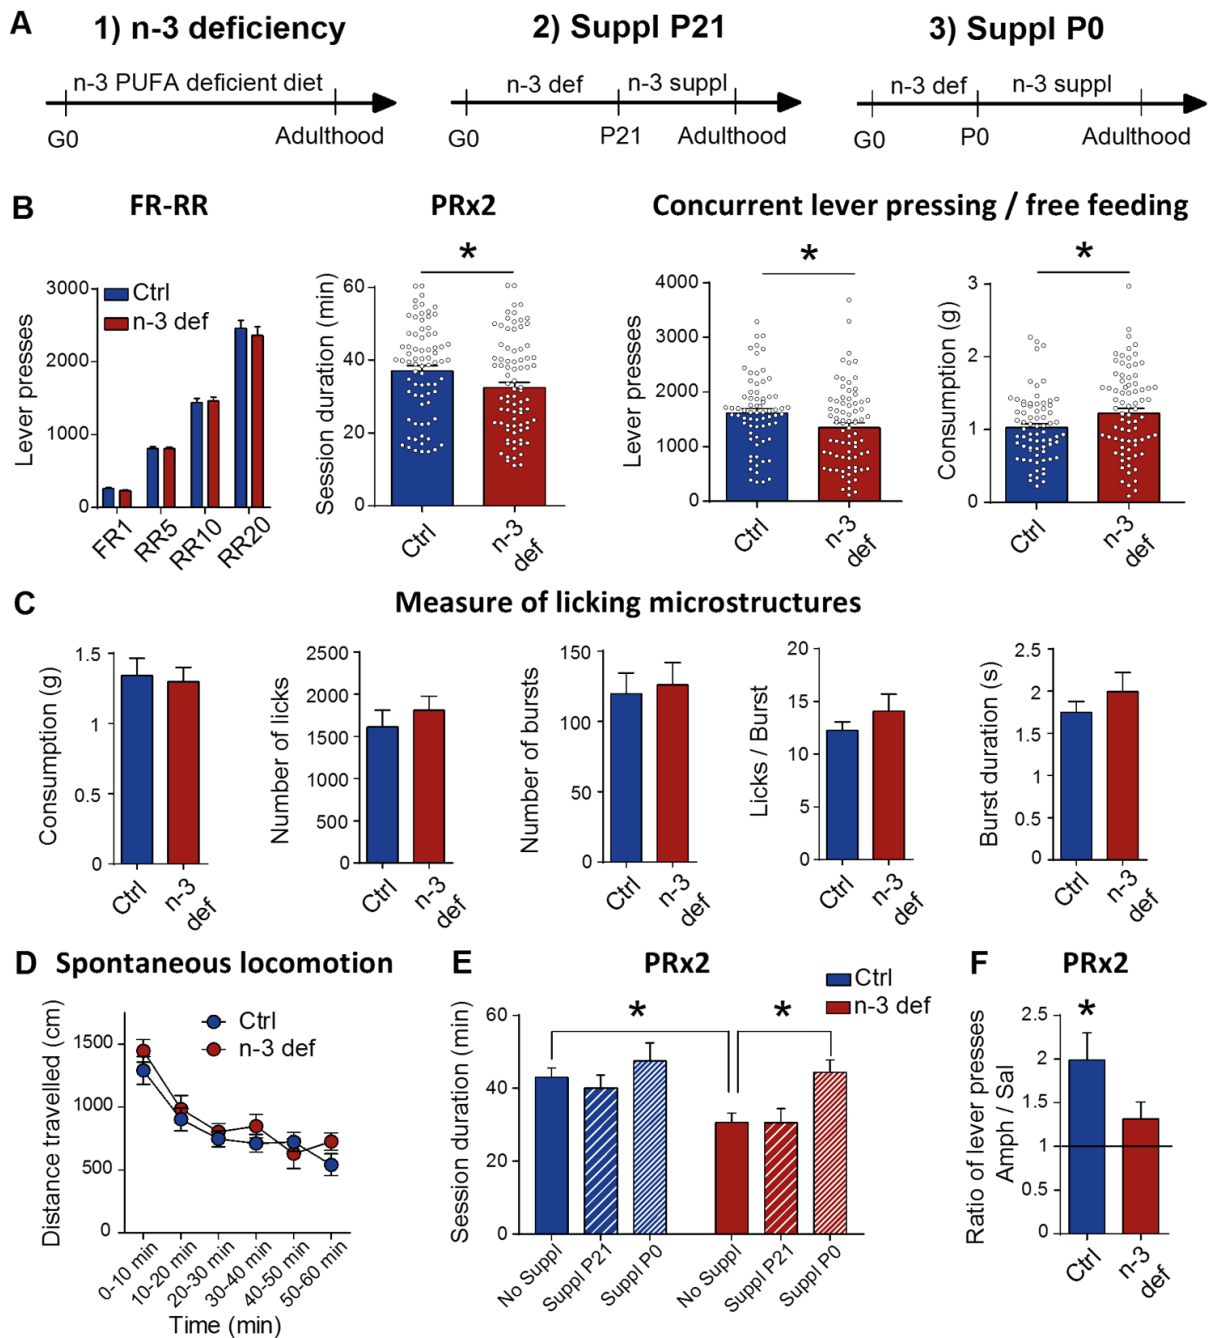 A
1) n-3 deficiency
2) Suppl P21
3) Suppl P0
n-3 PUFA deficient diet
n-3 def
n-3 suppl
n-3 def
n-3 suppl
G0
Adulthood
G0
P21
Adulthood
G0
P0
Adulthood
B
FR-RR
PRx2
Concurrent lever pressing / free feeding
Lever presses
3000
2000
1000
0
Ctrl
n-3 def
FR1
RR5
RR10
RR20
Session duration (min)
60
40
20
0
*
Ctrl
n-3
def
Lever presses
4000
3000
2000
1000
0
*
Ctrl
n-3
def
Consumption (g)
3
2
1
0
*
Ctrl
n-3
def
C
Measure of licking microstructures
Consumption (g)
1.5
1
0.5
0
Ctrl
n-3
def
Number of licks
2500
2000
1500
1000
500
0
Ctrl
n-3
def
Number of bursts
150
100
50
0
Ctrl
n-3
def
Licks / Burst
20
15
10
5
0
Ctrl
n-3
def
Burst duration (s)
2.5
2
1.5
1
0.5
0
Ctrl
n-3
def
D
Spontaneous locomotion
Distance travelled (cm)
1500
1000
500
0
Ctrl
n-3 def
0-10 min
10-20 min
20-30 min
30-40 min
40-50 min
50-60 min
Time (min)
E
PRx2
Ctrl
n-3 def
Session duration (min)
60
40
20
0
*
*
No Suppl
Suppl P21
Suppl P0
No Suppl
Suppl P21
Suppl P0
F
PRx2
Ratio of lever presses
Amph / Sal
2.5
2
1.5
1
0.5
0
*
Ctrl
n-3
def